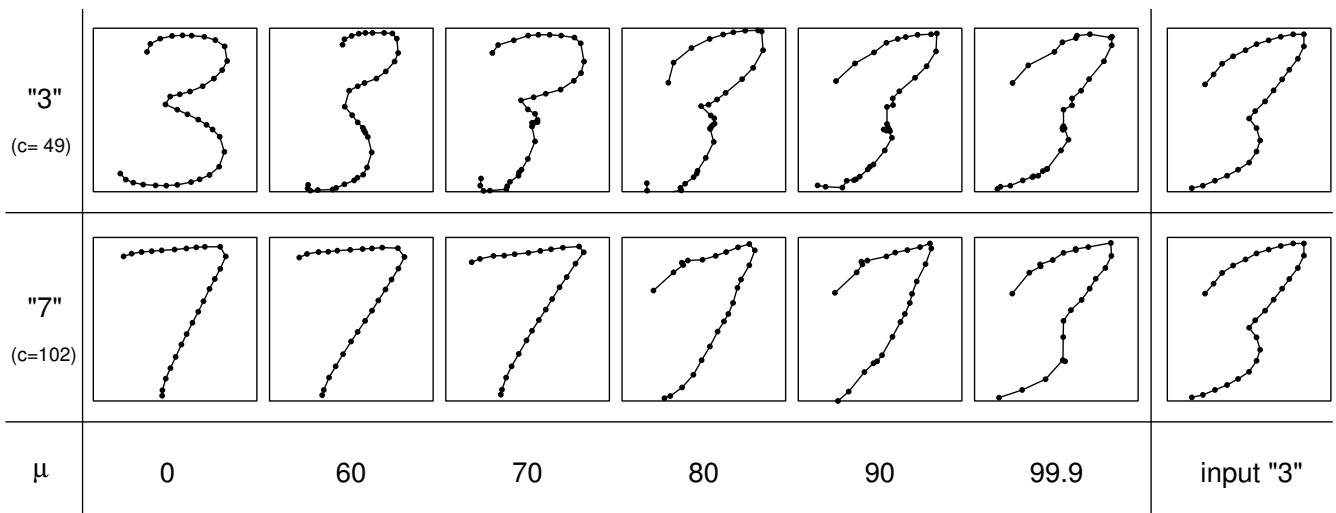 "3"
(c= 49)
"7"
(c=102)
μ 0 60 70 80 90 99.9 input "3"